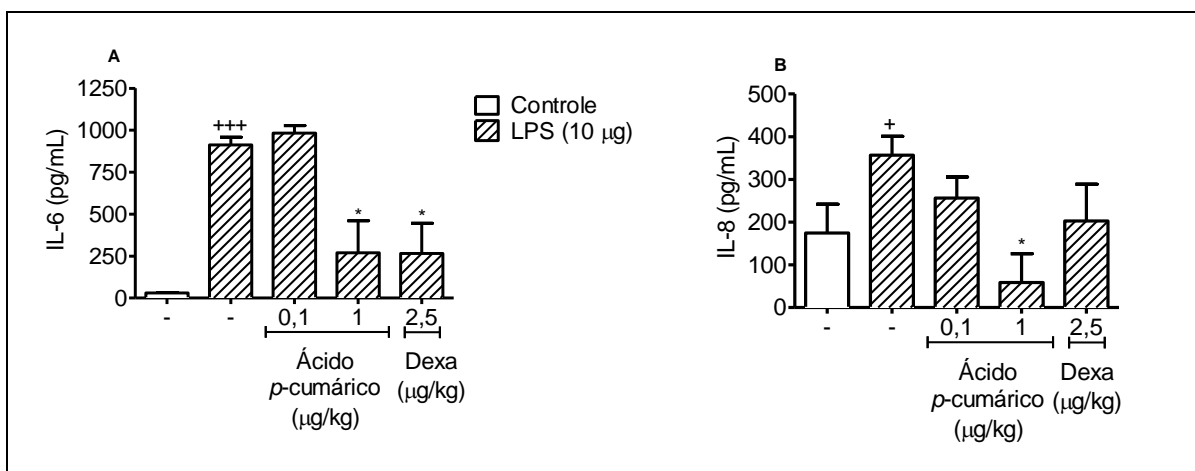 A
1250
1000
750
500
250
0
IL-6 (pg/mL)
+++
*
*
-
-
0,1
1
2,5
Ácido
p-cumárico
(μg/kg)
Dexa
(μg/kg)
Controle
LPS (10 μg)
B
500
400
300
200
100
0
IL-8 (pg/mL)
+
*
-
-
0,1
1
2,5
Ácido
p-cumárico
(μg/kg)
Dexa
(μg/kg)